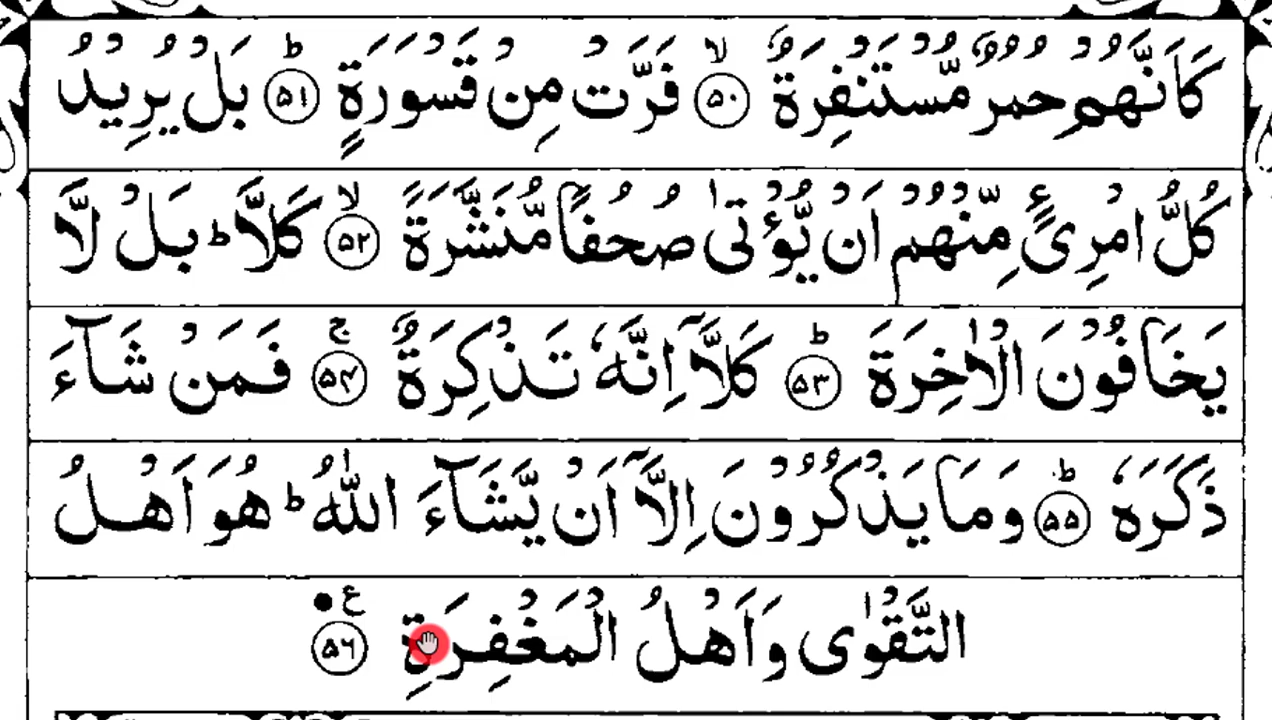 كَاَنَّهُمْ حُمُرٌ مُّسْتَنْفِرَةٌ ۙ﴿۵۰﴾ فَرَّتْ مِنْ قَسْوَرَةٍ ؕ﴿۵۱﴾ بَلْ يُرِيْدُ
كُلُّ امْرِئٍ مِّنْهُمْ اَنْ يُّؤْتٰى صُحُفًا مُّنَشَّرَةً ۙ﴿۵۲﴾ كَلَّا ؕ بَلْ لَّا
يَخَافُوْنَ الْاٰخِرَةَ ؕ﴿۵۳﴾ كَلَّاۤ اِنَّهٗ تَذْكِرَةٌ ۚ﴿۵۴﴾ فَمَنْ شَآءَ
ذَكَرَهٗ ؕ﴿۵۵﴾ وَمَا يَذْكُرُوْنَ اِلَّاۤ اَنْ يَّشَآءَ اللّٰهُ ؕ هُوَ اَهْلُ
التَّقْوٰى وَاَهْلُ الْمَغْفِرَةِ ع ﴿۵۶﴾